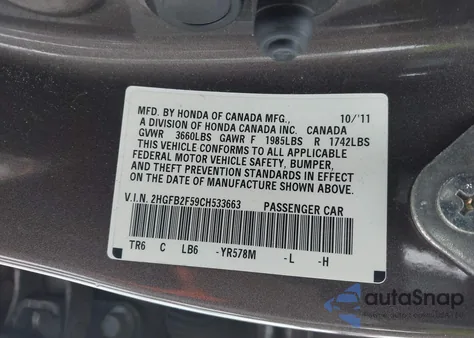 MFD. BY HONDA OF CANADA MFG., 10/'11
A DIVISION OF HONDA CANADA INC. CANADA
GVWR 3660LBS GAWR F 1985LBS R 1742LBS
THIS VEHICLE CONFORMS TO ALL APPLICABLE
FEDERAL MOTOR VEHICLE SAFETY, BUMPER,
AND THEFT PREVENTION STANDARDS IN EFFECT
ON THE DATE OF MANUFACTURE SHOWN ABOVE.
V.I.N. 2HGFB2F59CH533663 PASSENGER CAR
TR6 C LB6 -YR578M -L -H
autoSnap